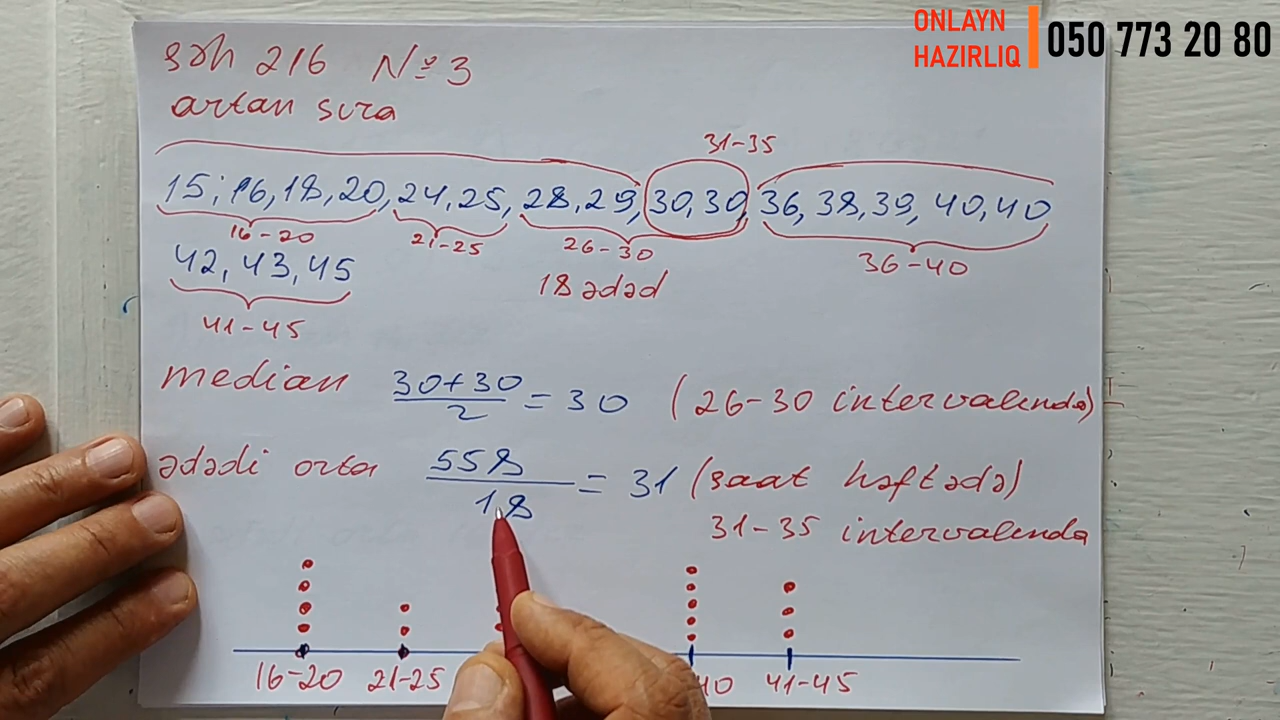 ONLAYN
HAZIRLIQ
050 773 20 80
səh 216 № 3
artan sıra
31-35
15; 16, 18, 20, 24, 25, 28, 29, 30, 30, 36, 38, 39, 40, 40
16-20 21-25 26-30 36-40
42, 43, 45
18 ədəd
41-45
median 30+30/2 = 30 (26-30 intervalında)
ədədi orta 558/18 = 31 (saat həftədə)
31-35 intervalında
16-20 21-25 40 41-45